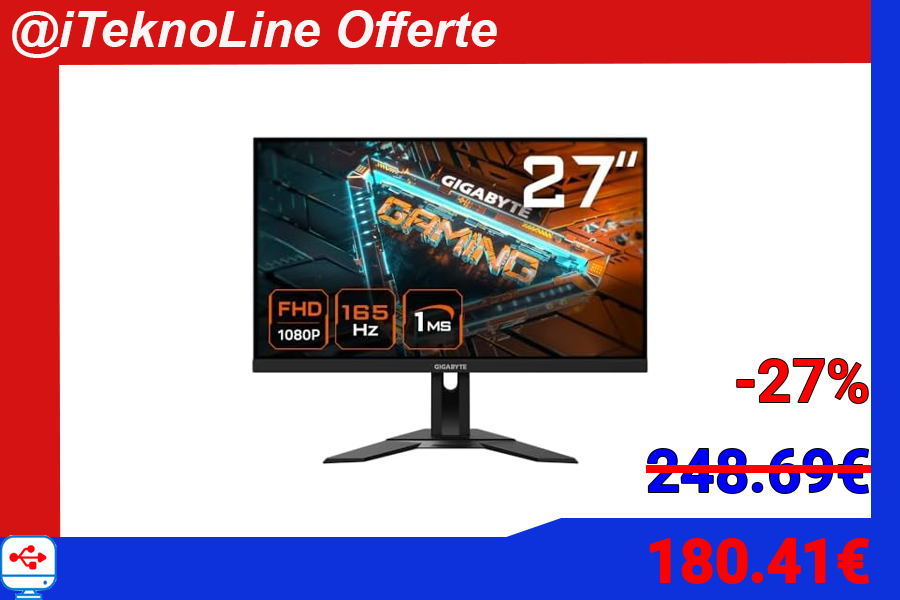 @iTeknoLine Offerte
27"
GIGABYTE
GAMING
FHD
1080P
165
Hz
1MS
GIGABYTE
-27%
248.69€
180.41€